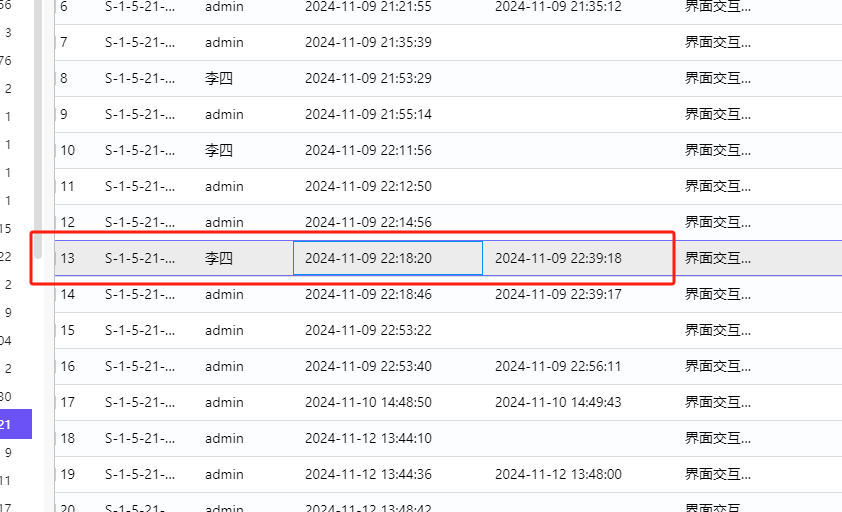 56 6 S-1-5-21-... admin 2024-11-09 21:21:55 2024-11-09 21:35:12 界面交互...
3 7 S-1-5-21-... admin 2024-11-09 21:35:39 界面交互...
76
2 8 S-1-5-21-... 李四 2024-11-09 21:53:29 界面交互...
1 9 S-1-5-21-... admin 2024-11-09 21:55:14 界面交互...
1 10 S-1-5-21-... 李四 2024-11-09 22:11:56 界面交互...
1 11 S-1-5-21-... admin 2024-11-09 22:12:50 界面交互...
1
15 12 S-1-5-21-... admin 2024-11-09 22:14:56 界面交互...
22 13 S-1-5-21-... 李四 2024-11-09 22:18:20 2024-11-09 22:39:18 界面交互...
2 14 S-1-5-21-... admin 2024-11-09 22:18:46 2024-11-09 22:39:17 界面交互...
9
04 15 S-1-5-21-... admin 2024-11-09 22:53:22 界面交互...
2 16 S-1-5-21-... admin 2024-11-09 22:53:40 2024-11-09 22:56:11 界面交互...
30 17 S-1-5-21-... admin 2024-11-10 14:48:50 2024-11-10 14:49:43 界面交互...
21 18 S-1-5-21-... admin 2024-11-12 13:44:10 界面交互...
9
11 19 S-1-5-21-... admin 2024-11-12 13:44:36 2024-11-12 13:48:00 界面交互...
17 20 S-1-5-21-... admin 2024-11-12 13:48:42 界面交互...